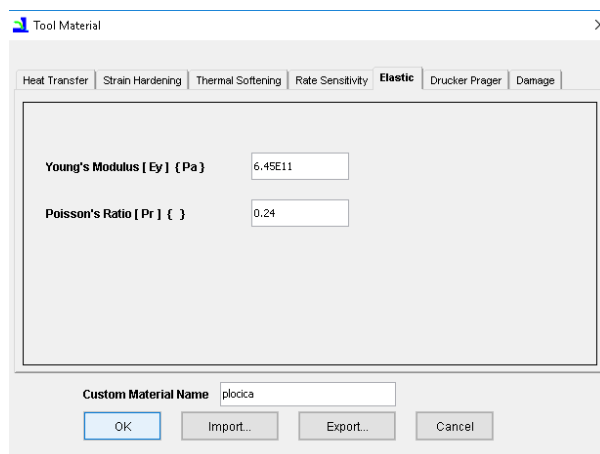 Tool Material
Heat Transfer Strain Hardening Thermal Softening Rate Sensitivity Elastic Drucker Prager Damage
Young's Modulus [ Ey ] { Pa } 6.45E11
Poisson's Ratio [ Pr ] { } 0.24
Custom Material Name plocica
OK Import... Export... Cancel